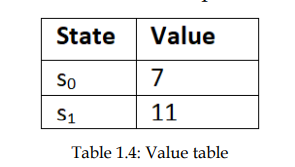 State Value
s₀ 7
s₁ 11
Table 1.4: Value table